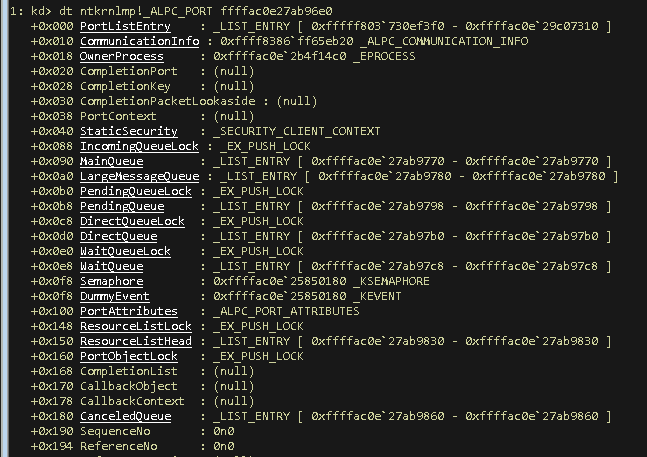 1: kd> dt ntkrnlmp!_ALPC_PORT ffffac0e27ab96e0
+0x000 PortListEntry : _LIST_ENTRY [ 0xfffff803`730ef3f0 - 0xffffac0e`29c07310 ]
+0x010 CommunicationInfo : 0xffff8386`ff65eb20 _ALPC_COMMUNICATION_INFO
+0x018 OwnerProcess : 0xffffac0e`2b4f14c0 _EPROCESS
+0x020 CompletionPort : (null)
+0x028 CompletionKey : (null)
+0x030 CompletionPacketLookaside : (null)
+0x038 PortContext : (null)
+0x040 StaticSecurity : _SECURITY_CLIENT_CONTEXT
+0x088 IncomingQueueLock : _EX_PUSH_LOCK
+0x090 MainQueue : _LIST_ENTRY [ 0xffffac0e`27ab9770 - 0xffffac0e`27ab9770 ]
+0x0a0 LargeMessageQueue : _LIST_ENTRY [ 0xffffac0e`27ab9780 - 0xffffac0e`27ab9780 ]
+0x0b0 PendingQueueLock : _EX_PUSH_LOCK
+0x0b8 PendingQueue : _LIST_ENTRY [ 0xffffac0e`27ab9798 - 0xffffac0e`27ab9798 ]
+0x0c8 DirectQueueLock : _EX_PUSH_LOCK
+0x0d0 DirectQueue : _LIST_ENTRY [ 0xffffac0e`27ab97b0 - 0xffffac0e`27ab97b0 ]
+0x0e0 WaitQueueLock : _EX_PUSH_LOCK
+0x0e8 WaitQueue : _LIST_ENTRY [ 0xffffac0e`27ab97c8 - 0xffffac0e`27ab97c8 ]
+0x0f8 Semaphore : 0xffffac0e`25850180 _KSEMAPHORE
+0x0f8 DummyEvent : 0xffffac0e`25850180 _KEVENT
+0x100 PortAttributes : _ALPC_PORT_ATTRIBUTES
+0x148 ResourceListLock : _EX_PUSH_LOCK
+0x150 ResourceListHead : _LIST_ENTRY [ 0xffffac0e`27ab9830 - 0xffffac0e`27ab9830 ]
+0x160 PortObjectLock : _EX_PUSH_LOCK
+0x168 CompletionList : (null)
+0x170 CallbackObject : (null)
+0x178 CallbackContext : (null)
+0x180 CanceledQueue : _LIST_ENTRY [ 0xffffac0e`27ab9860 - 0xffffac0e`27ab9860 ]
+0x190 SequenceNo : 0n0
+0x194 ReferenceNo : 0n0